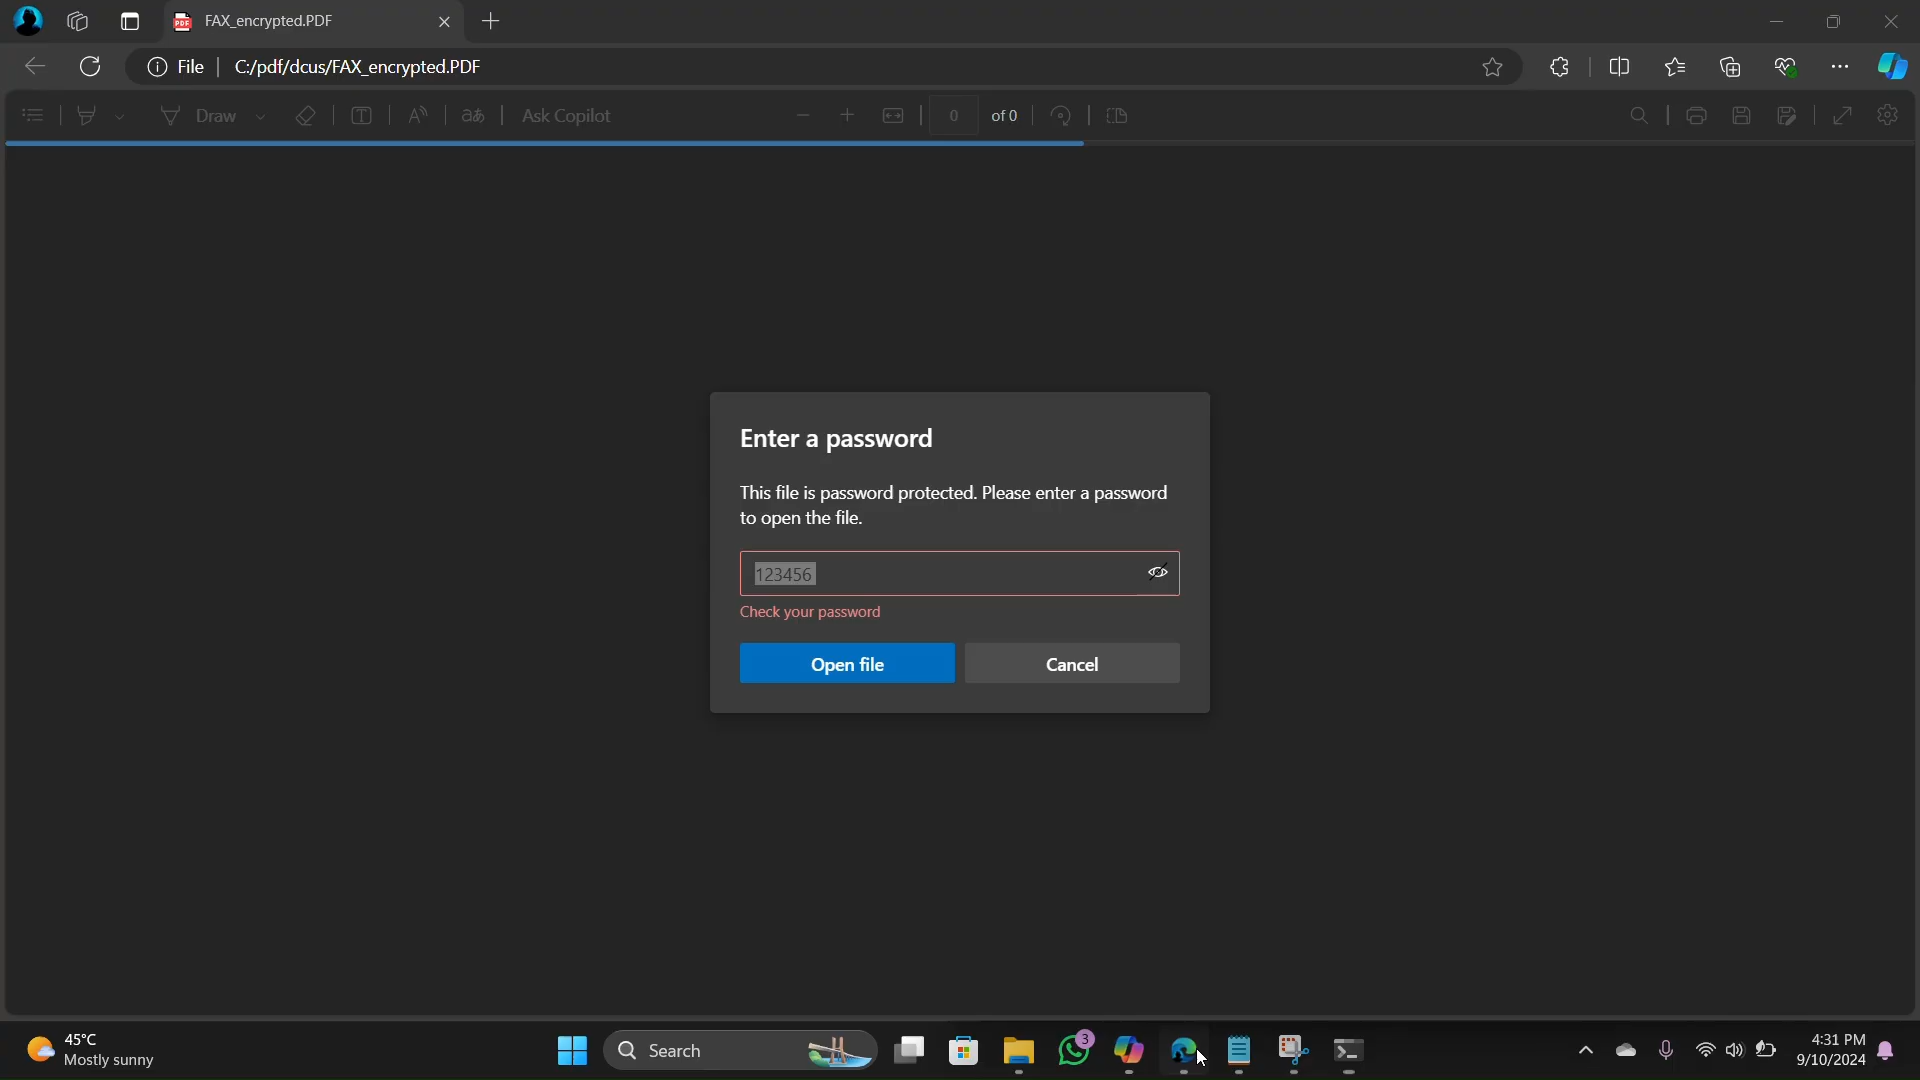 FAX_encrypted.PDF
File
C:/pdf/dcus/FAX_encrypted.PDF
Draw
aあ
Ask Copilot
0
of 0
Enter a password
This file is password protected. Please enter a password
to open the file.
123456
Check your password
Open file
Cancel
45°C
Mostly sunny
Search
3
4:31 PM
9/10/2024